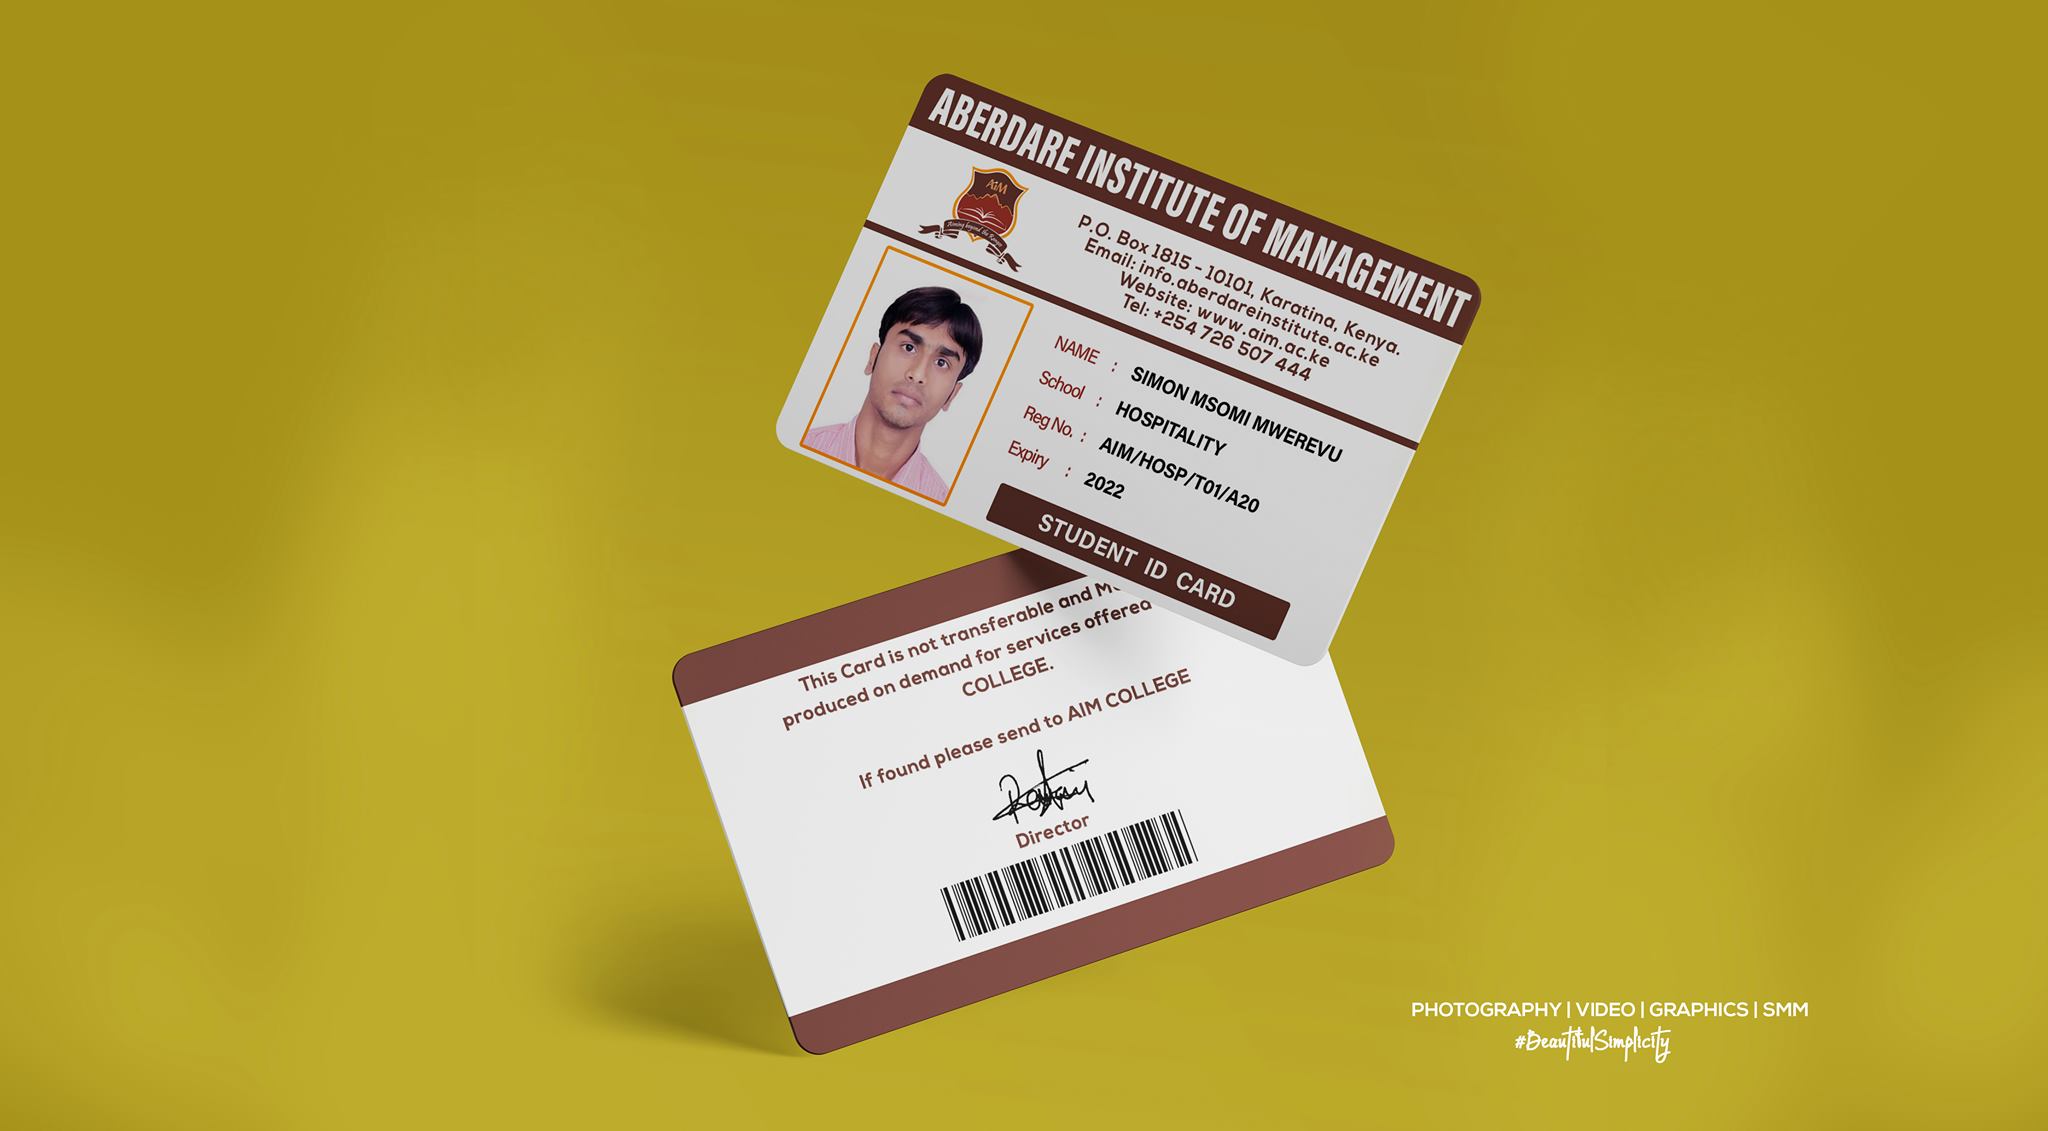 ABERDARE INSTITUTE OF MANAGEMENT
AiM
Aiming beyond the Ranges
P.O. Box 1815 - 10101, Karatina, Kenya.
Email: info.aberdareinstitute.ac.ke
Website: www.aim.ac.ke
Tel: +254 726 507 444
NAME : SIMON MSOMI MWEREVU
School : HOSPITALITY
Reg No. : AIM/HOSP/T01/A20
Expiry : 2022
STUDENT ID CARD
This Card is not transferable and
produced on demand for services offered
COLLEGE.
If found please send to AIM COLLEGE
Director
PHOTOGRAPHY | VIDEO | GRAPHICS | SMM
#BeautifulSimplicity